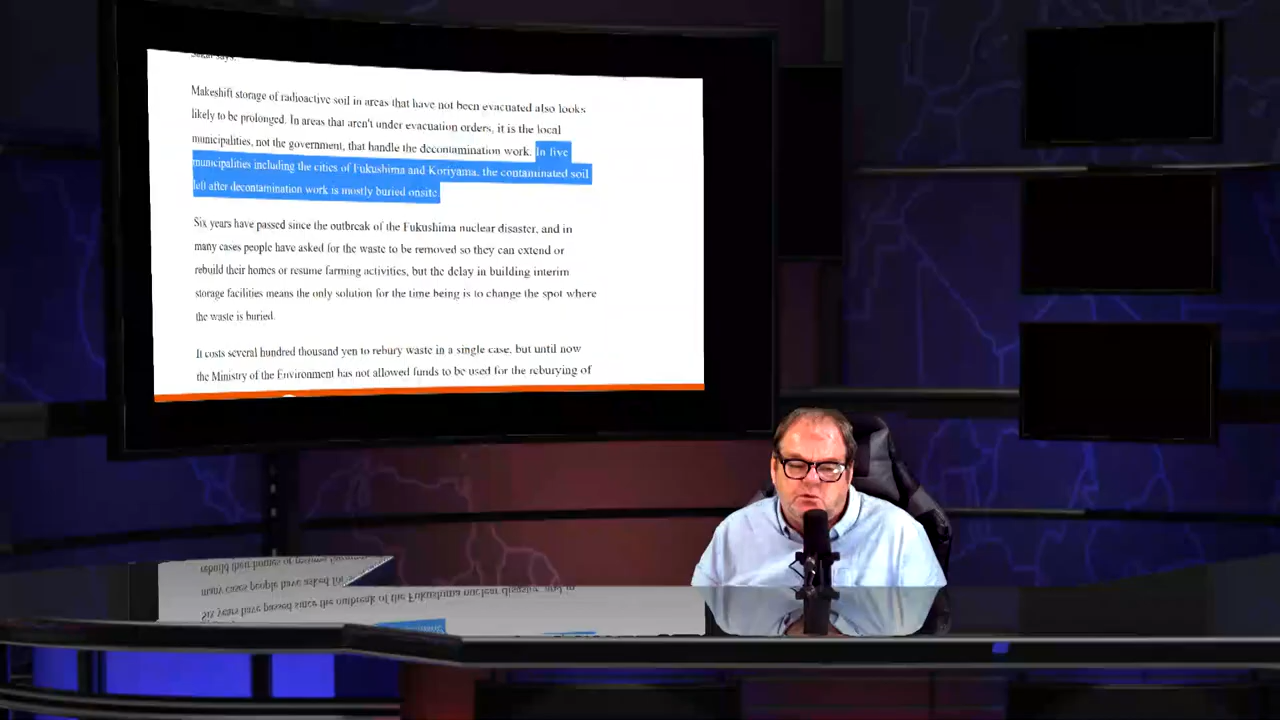 says.
Makeshift storage of radioactive soil in areas that have not been evacuated also looks
likely to be prolonged. In areas that aren't under evacuation orders, it is the local
municipalities, not the government, that handle the decontamination work. In five
municipalities including the cities of Fukushima and Koriyama, the contaminated soil
left after decontamination work is mostly buried onsite.
Six years have passed since the outbreak of the Fukushima nuclear disaster, and in
many cases people have asked for the waste to be removed so they can extend or
rebuild their homes or resume farming activities, but the delay in building interim
storage facilities means the only solution for the time being is to change the spot where
the waste is buried.
It costs several hundred thousand yen to rebury waste in a single case, but until now
the Ministry of the Environment has not allowed funds to be used for the reburying of